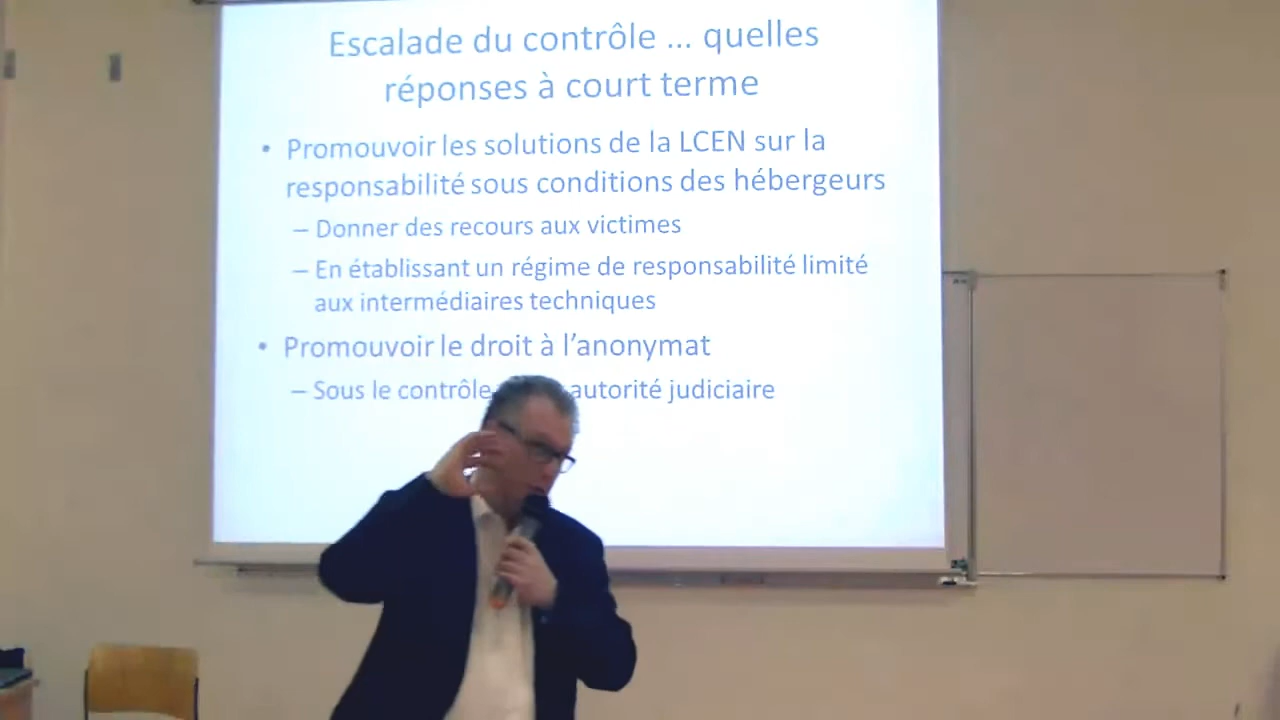 Escalade du contrôle ... quelles
réponses à court terme
• Promouvoir les solutions de la LCEN sur la
responsabilité sous conditions des hébergeurs
– Donner des recours aux victimes
– En établissant un régime de responsabilité limité
aux intermédiaires techniques
• Promouvoir le droit à l'anonymat
– Sous le contrôle autorité judiciaire